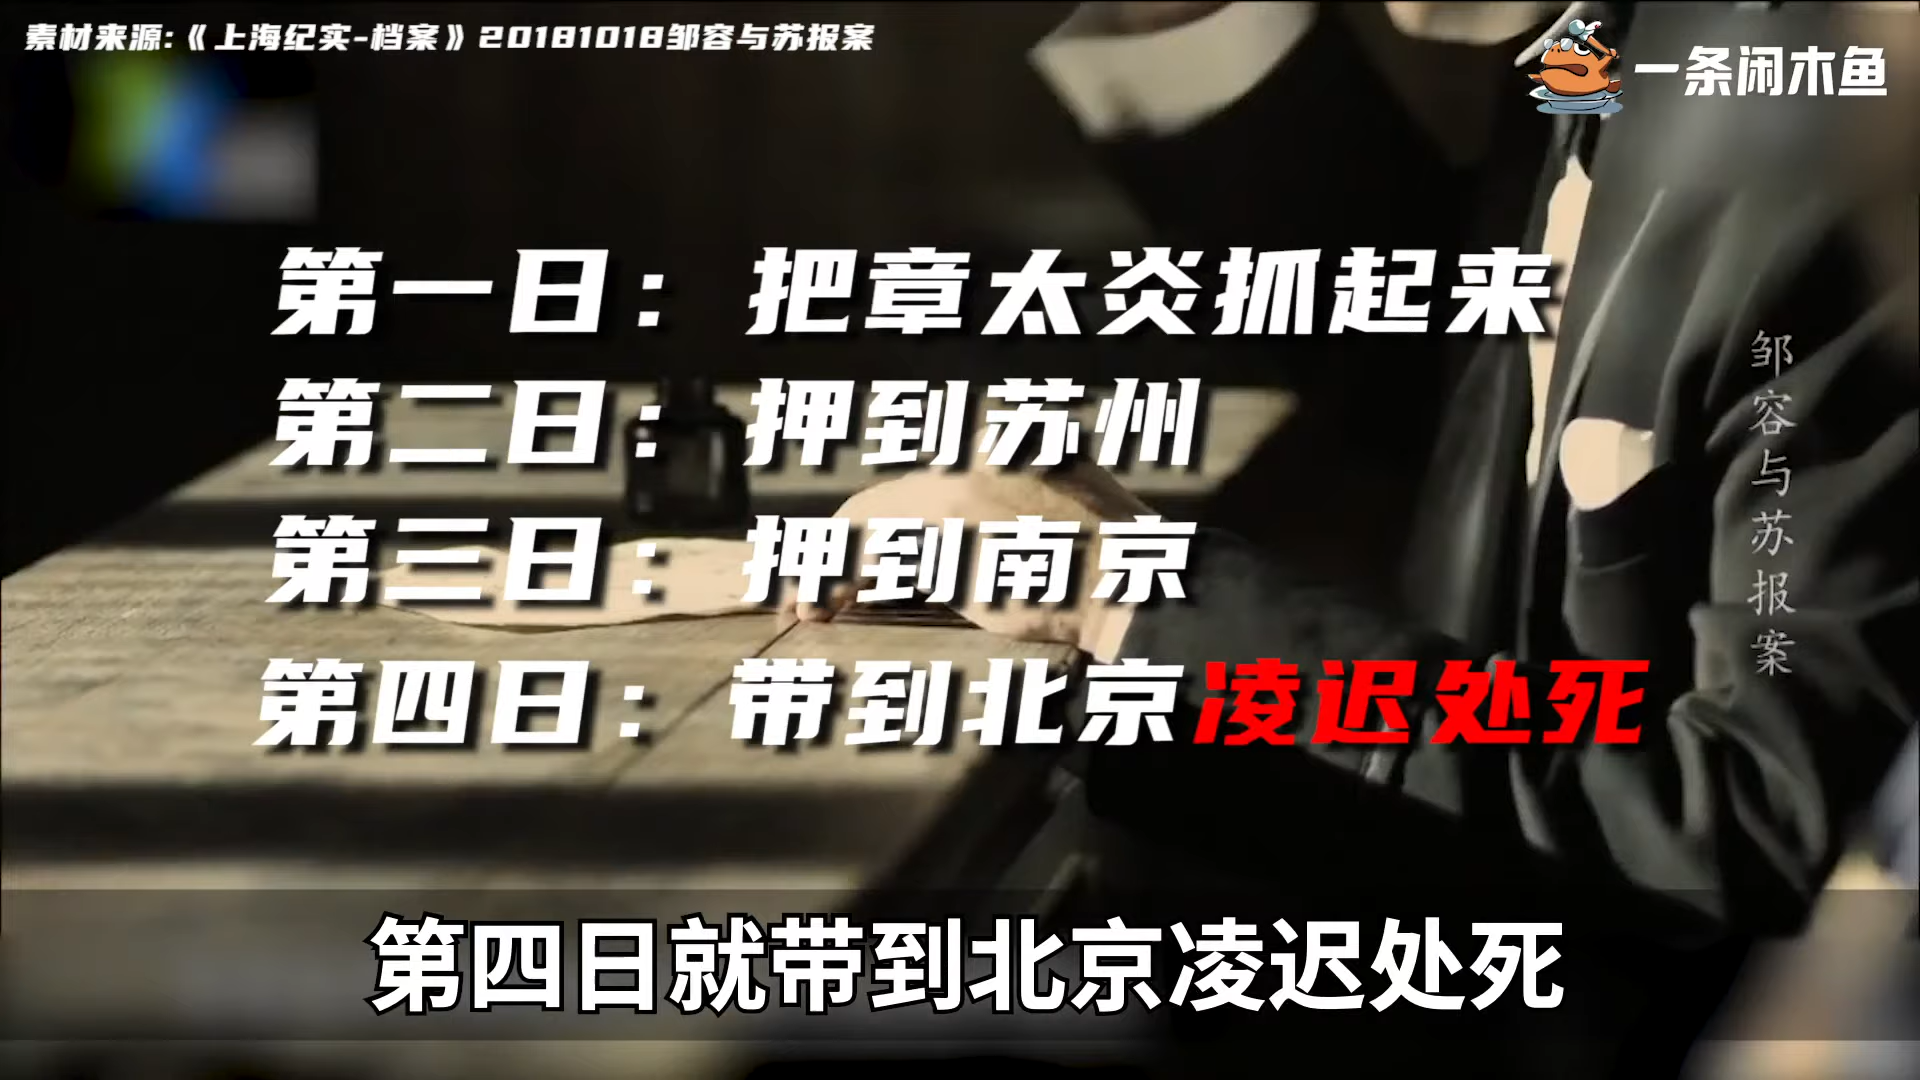 素材来源:《上海纪实-档案》20181018邹容与苏报案
一条闲木鱼
第一日：把章太炎抓起来
第二日：押到苏州
第三日：押到南京
第四日：带到北京凌迟处死
邹容与苏报案
第四日就带到北京凌迟处死